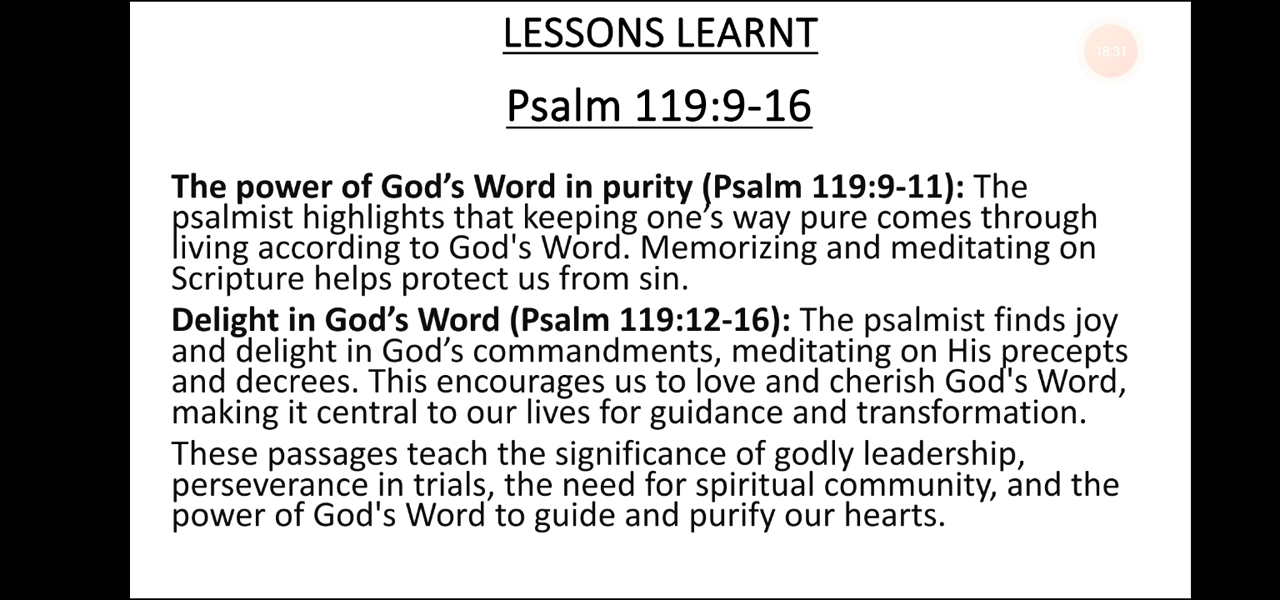 LESSONS LEARNT
18:31
Psalm 119:9-16
The power of God’s Word in purity (Psalm 119:9-11): The
psalmist highlights that keeping one’s way pure comes through
living according to God's Word. Memorizing and meditating on
Scripture helps protect us from sin.
Delight in God’s Word (Psalm 119:12-16): The psalmist finds joy
and delight in God’s commandments, meditating on His precepts
and decrees. This encourages us to love and cherish God's Word,
making it central to our lives for guidance and transformation.
These passages teach the significance of godly leadership,
perseverance in trials, the need for spiritual community, and the
power of God's Word to guide and purify our hearts.